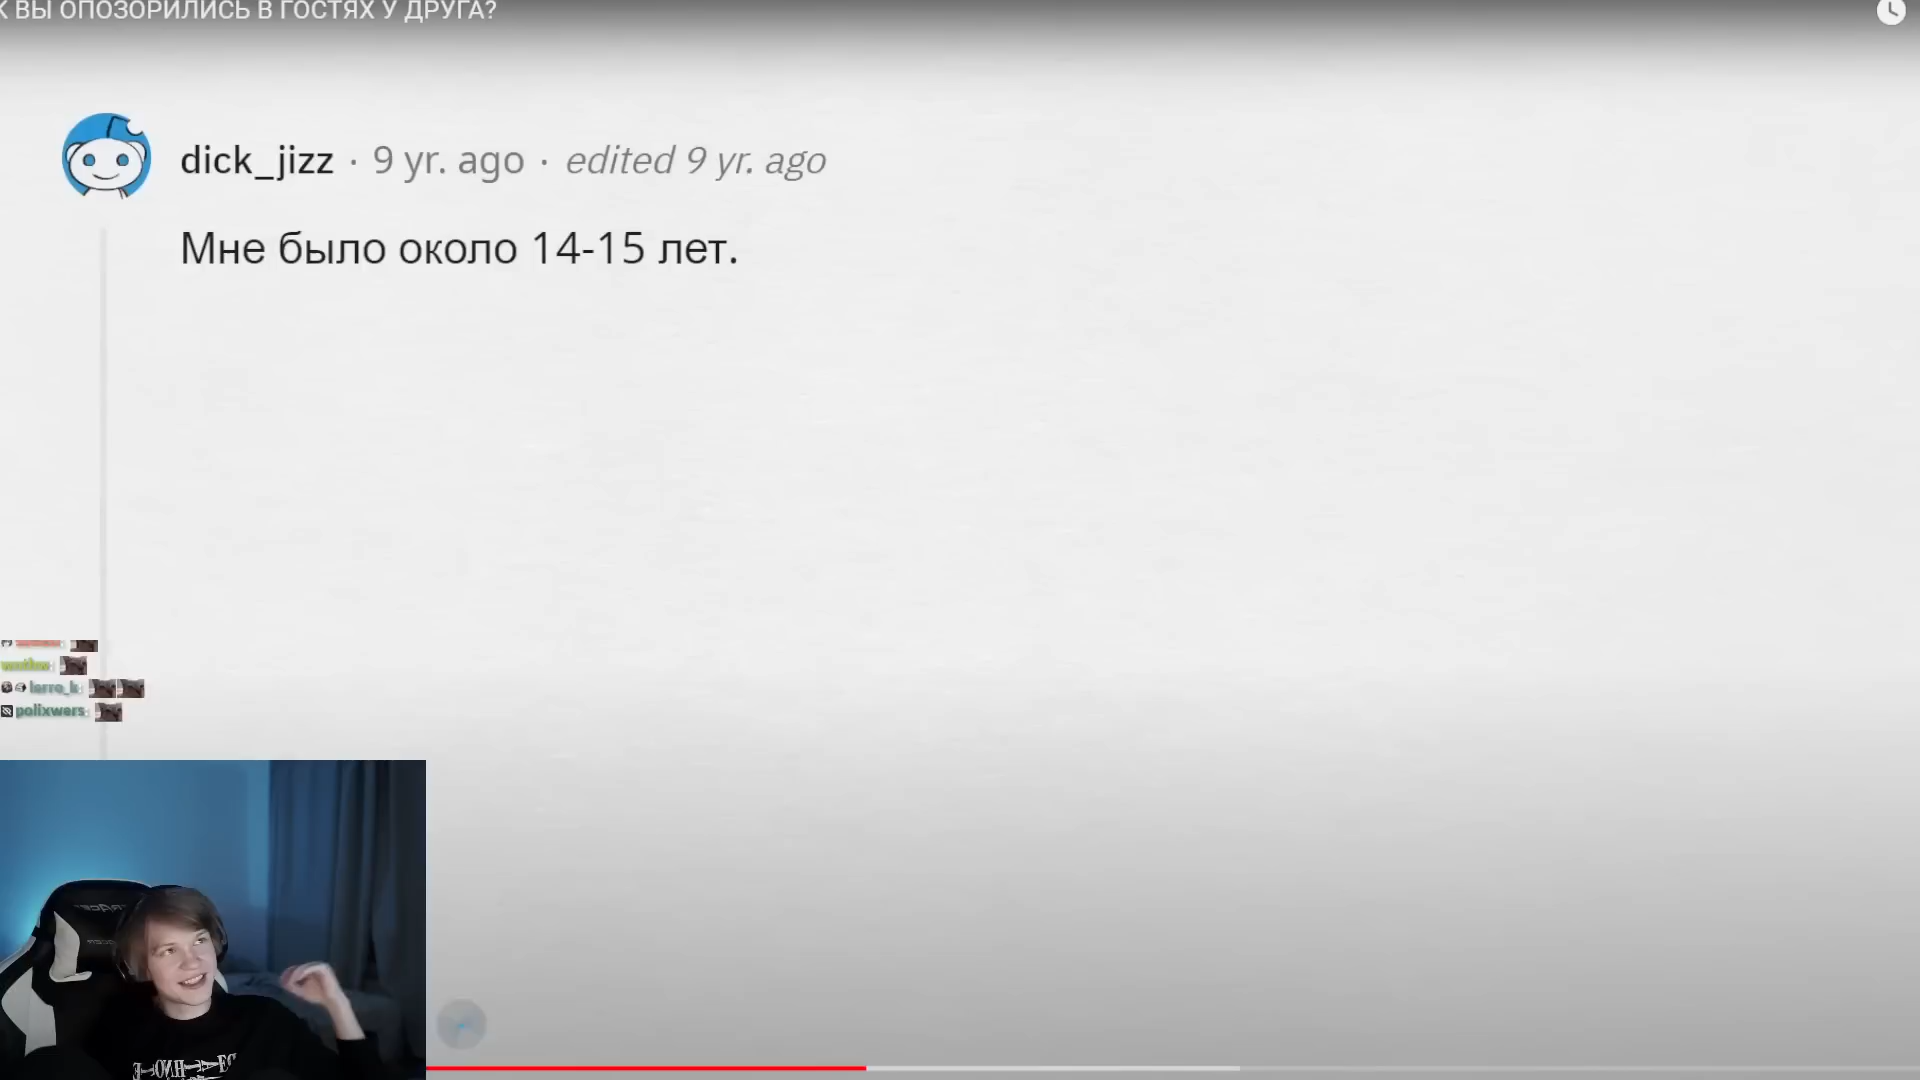 К ВЫ ОПОЗОРИЛИСЬ В ГОСТЯХ У ДРУГА?
dick_jizz · 9 yr. ago · edited 9 yr. ago
Мне было около 14-15 лет.
larro_k:
polixwers: